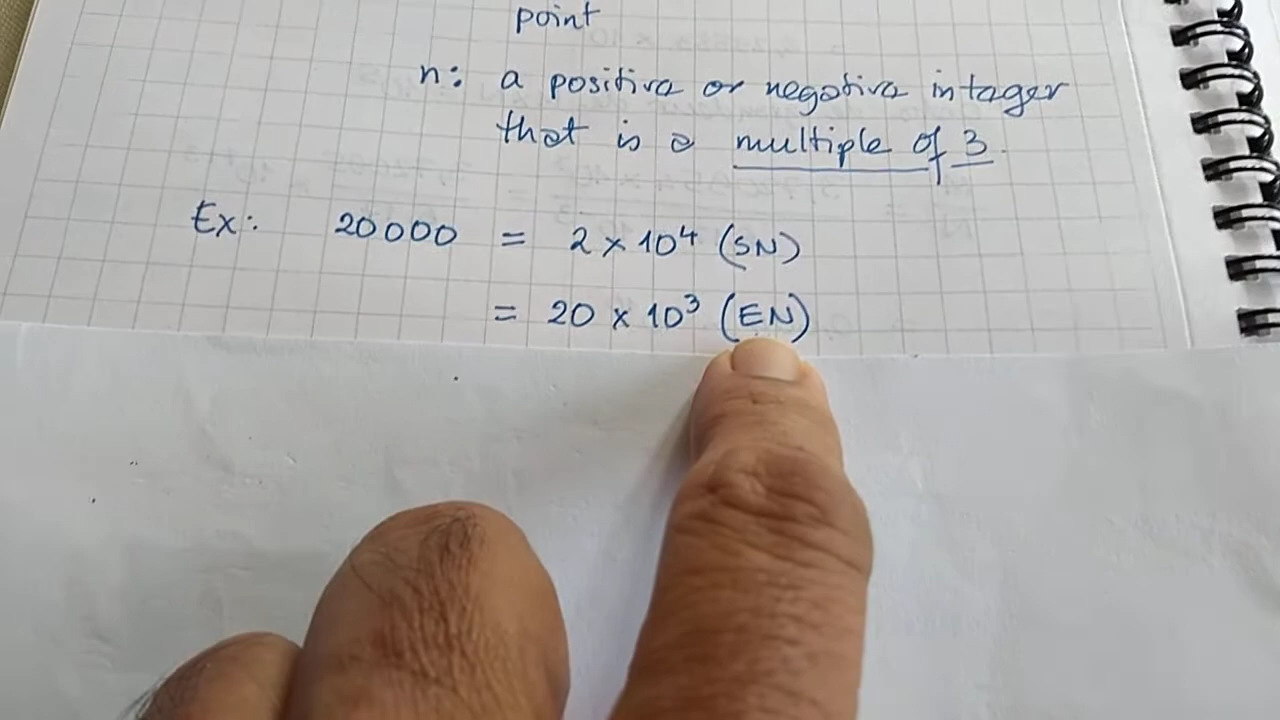 point
n: a positive or negative integer
that is a multiple of 3.
Ex: 20000 = 2 × 10⁴ (SN)
= 20 × 10³ (EN)